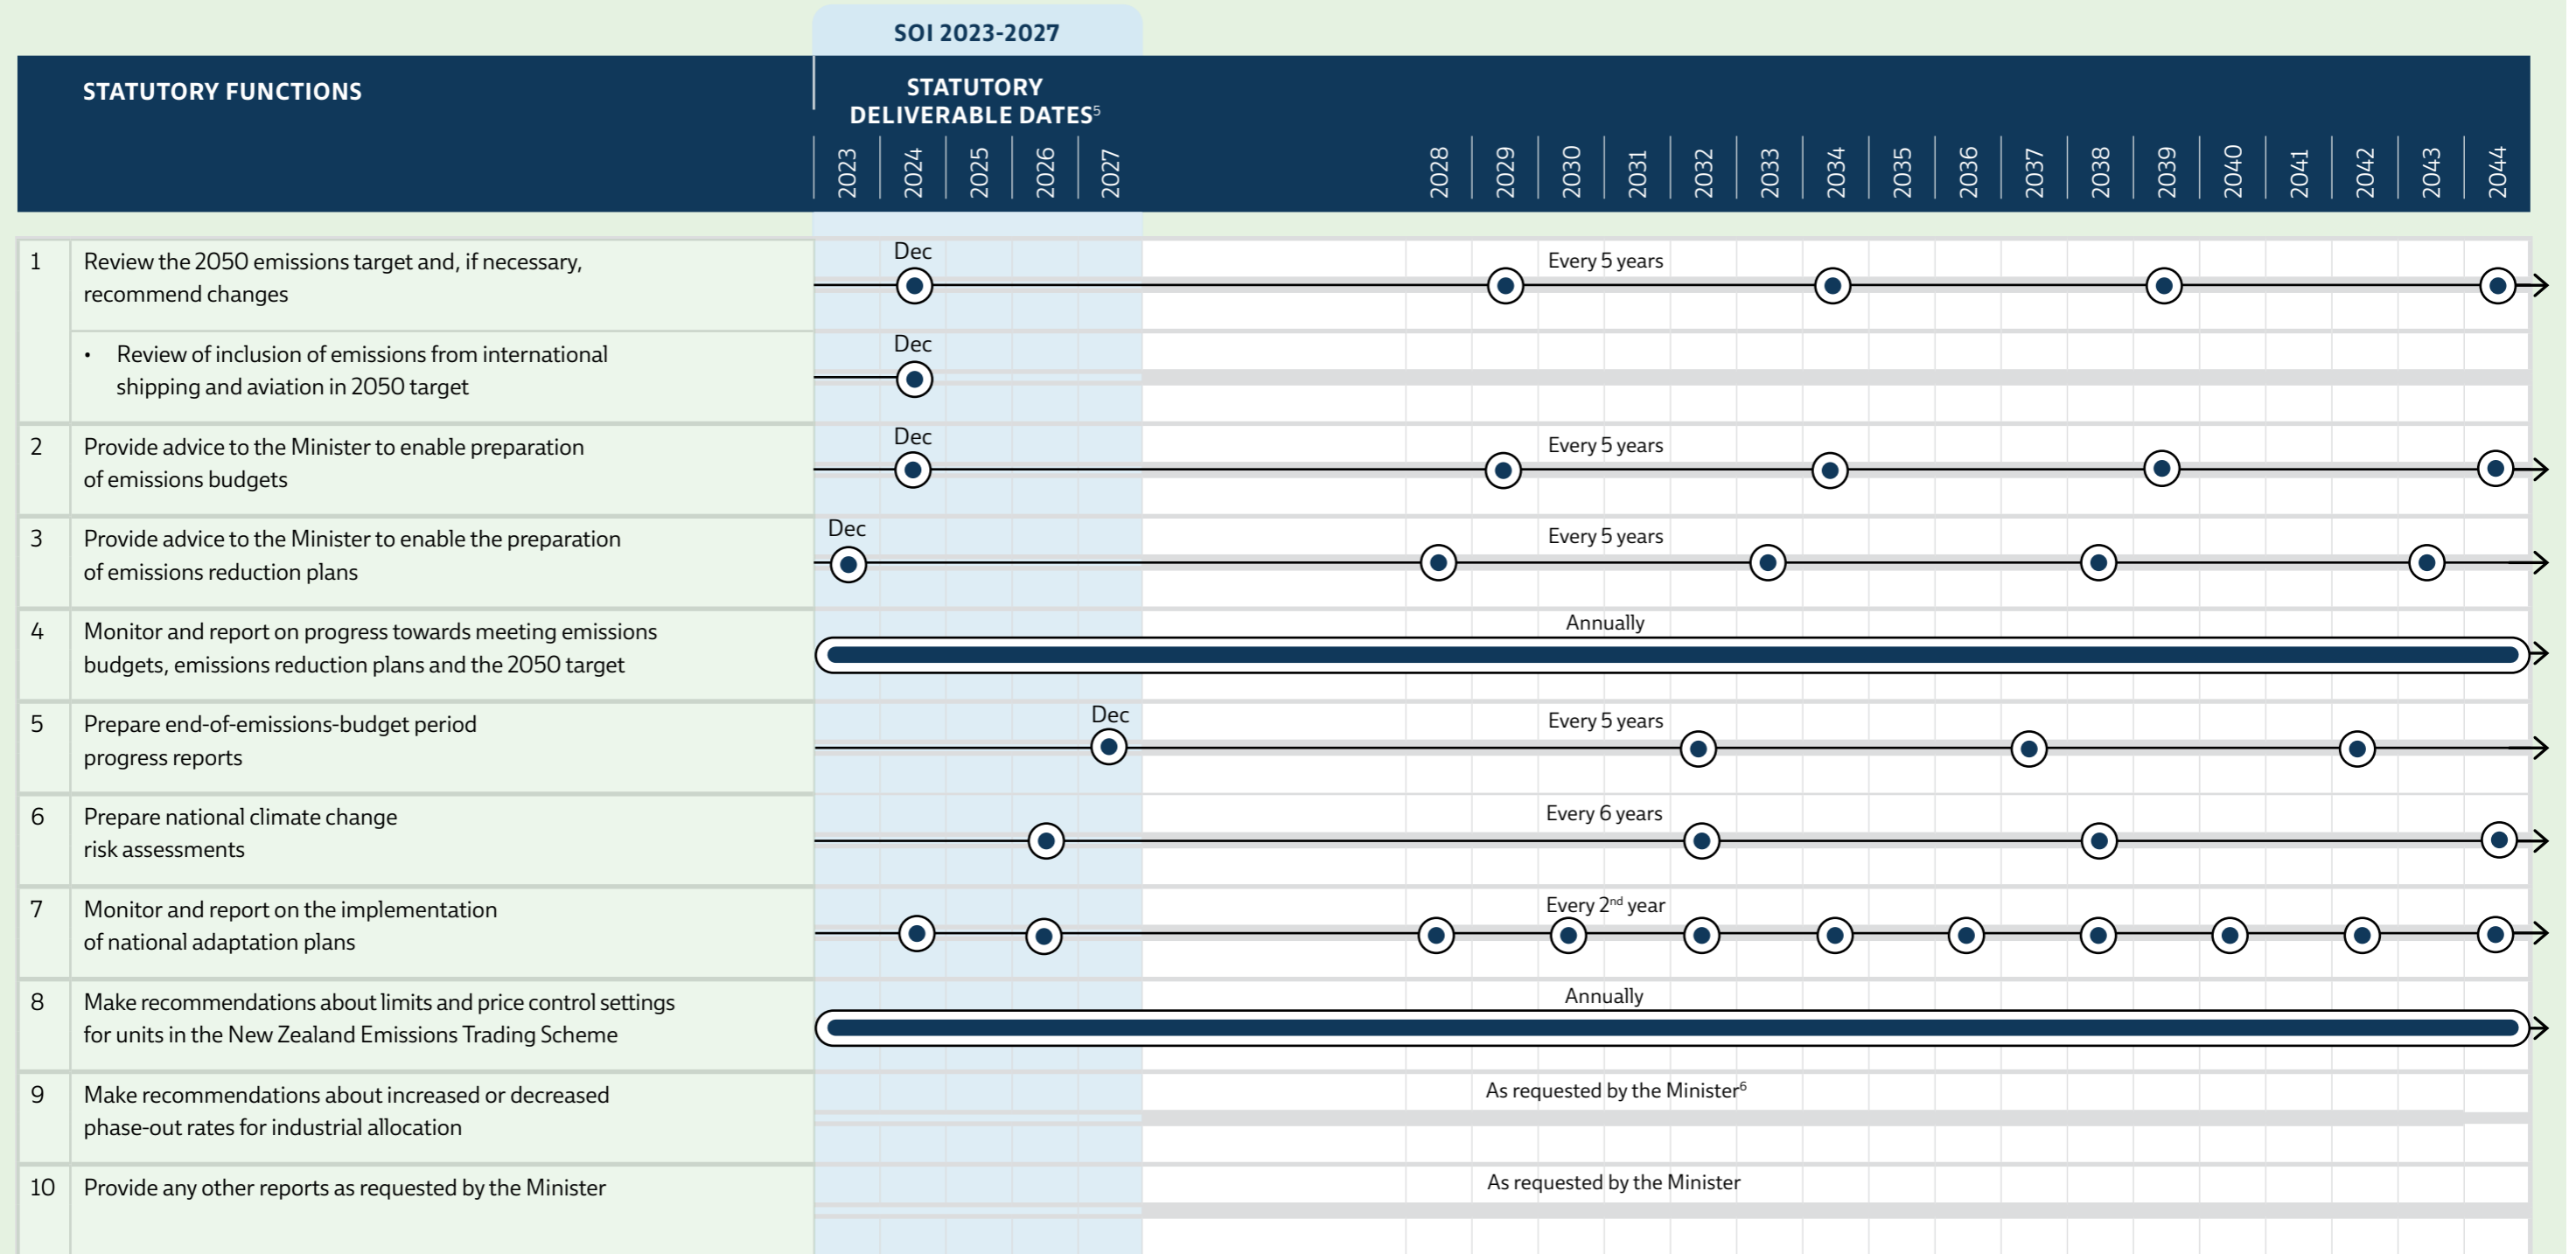 SOI 2023-2027
STATUTORY FUNCTIONS
STATUTORY
DELIVERABLE DATES⁵
2023
2024
2025
2026
2027
2028
2029
2030
2031
2032
2033
2034
2035
2036
2037
2038
2039
2040
2041
2042
2043
2044
1
Review the 2050 emissions target and, if necessary,
recommend changes
Dec
Every 5 years
• Review of inclusion of emissions from international
shipping and aviation in 2050 target
Dec
2
Provide advice to the Minister to enable preparation
of emissions budgets
Dec
Every 5 years
3
Provide advice to the Minister to enable the preparation
of emissions reduction plans
Dec
Every 5 years
4
Monitor and report on progress towards meeting emissions
budgets, emissions reduction plans and the 2050 target
Annually
5
Prepare end-of-emissions-budget period
progress reports
Dec
Every 5 years
6
Prepare national climate change
risk assessments
Every 6 years
7
Monitor and report on the implementation
of national adaptation plans
Every 2nd year
8
Make recommendations about limits and price control settings
for units in the New Zealand Emissions Trading Scheme
Annually
9
Make recommendations about increased or decreased
phase-out rates for industrial allocation
As requested by the Minister⁶
10
Provide any other reports as requested by the Minister
As requested by the Minister